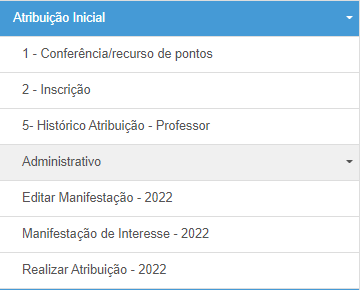 Atribuição Inicial
1 - Conferência/recurso de pontos
2 - Inscrição
5- Histórico Atribuição - Professor
Administrativo
Editar Manifestação - 2022
Manifestação de Interesse - 2022
Realizar Atribuição - 2022